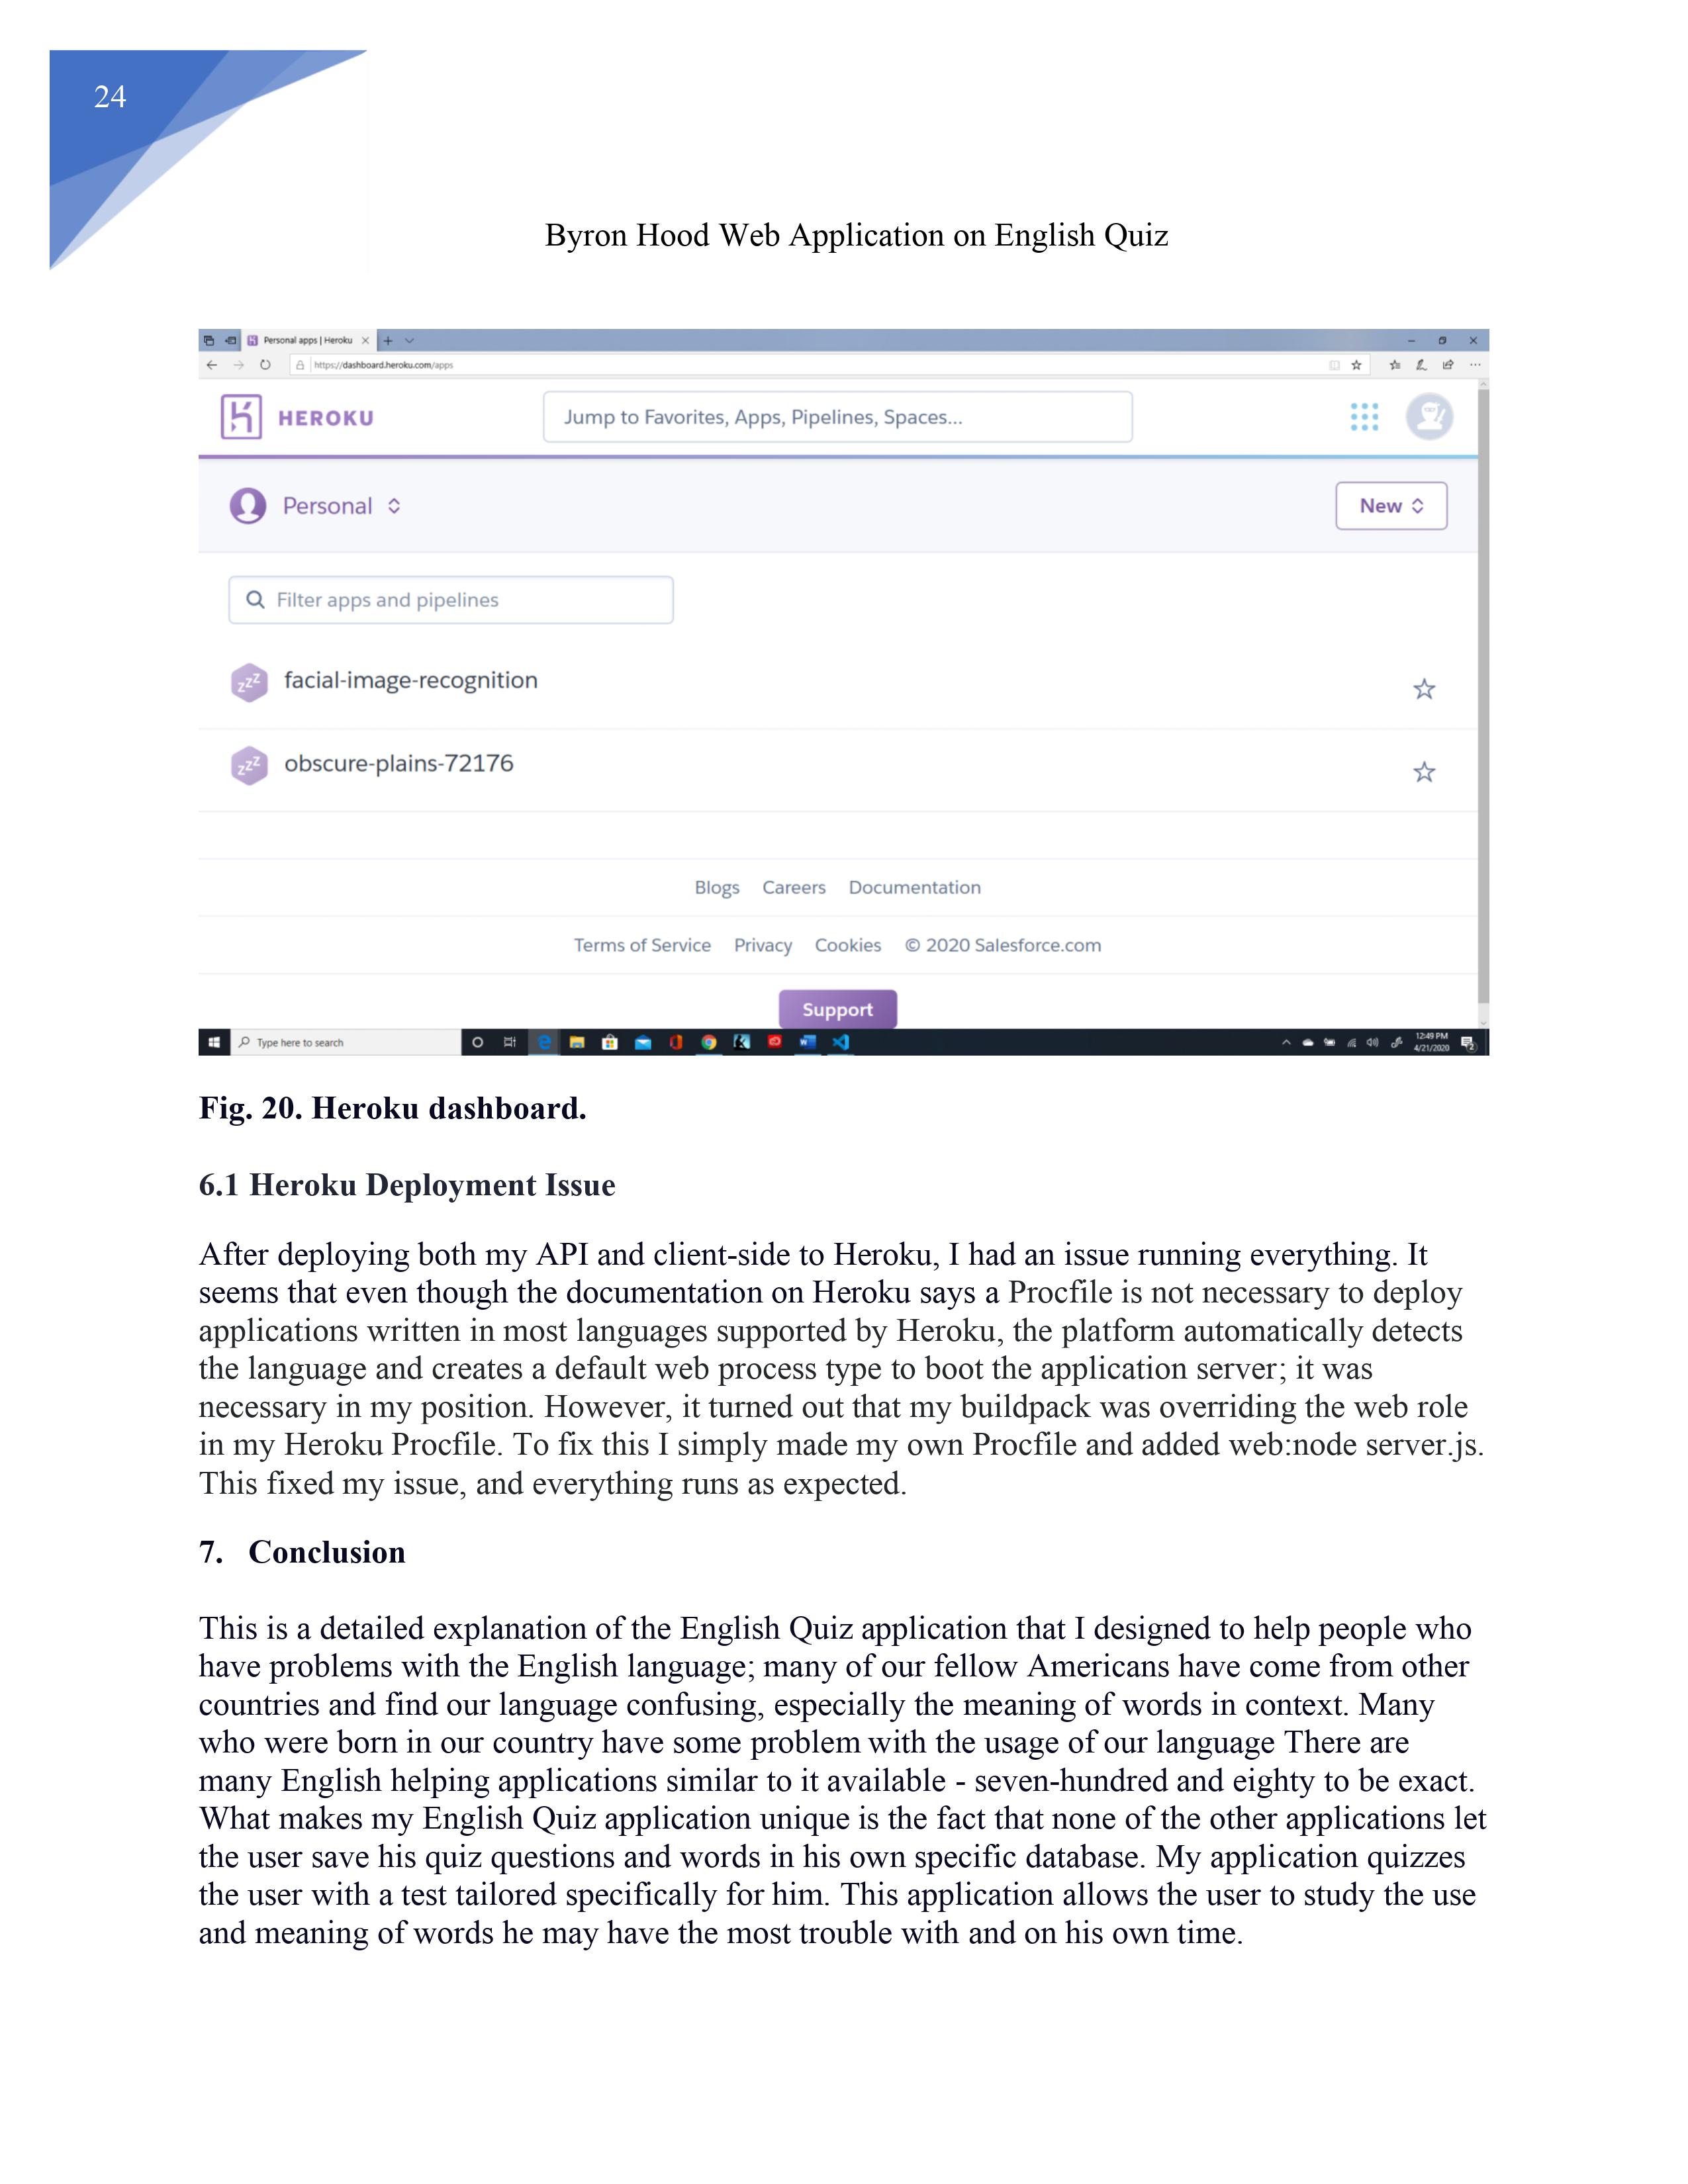 24
Byron Hood Web Application on English Quiz
Personal apps | Heroku
https://dashboard.heroku.com/apps
HEROKU
Jump to Favorites, Apps, Pipelines, Spaces...
Personal
New
Filter apps and pipelines
facial-image-recognition
obscure-plains-72176
Blogs Careers Documentation
Terms of Service Privacy Cookies © 2020 Salesforce.com
Support
Type here to search
12:49 PM
4/21/2020
2
Fig. 20. Heroku dashboard.
6.1 Heroku Deployment Issue
After deploying both my API and client-side to Heroku, I had an issue running everything. It
seems that even though the documentation on Heroku says a Procfile is not necessary to deploy
applications written in most languages supported by Heroku, the platform automatically detects
the language and creates a default web process type to boot the application server; it was
necessary in my position. However, it turned out that my buildpack was overriding the web role
in my Heroku Procfile. To fix this I simply made my own Procfile and added web:node server.js.
This fixed my issue, and everything runs as expected.
7. Conclusion
This is a detailed explanation of the English Quiz application that I designed to help people who
have problems with the English language; many of our fellow Americans have come from other
countries and find our language confusing, especially the meaning of words in context. Many
who were born in our country have some problem with the usage of our language There are
many English helping applications similar to it available - seven-hundred and eighty to be exact.
What makes my English Quiz application unique is the fact that none of the other applications let
the user save his quiz questions and words in his own specific database. My application quizzes
the user with a test tailored specifically for him. This application allows the user to study the use
and meaning of words he may have the most trouble with and on his own time.